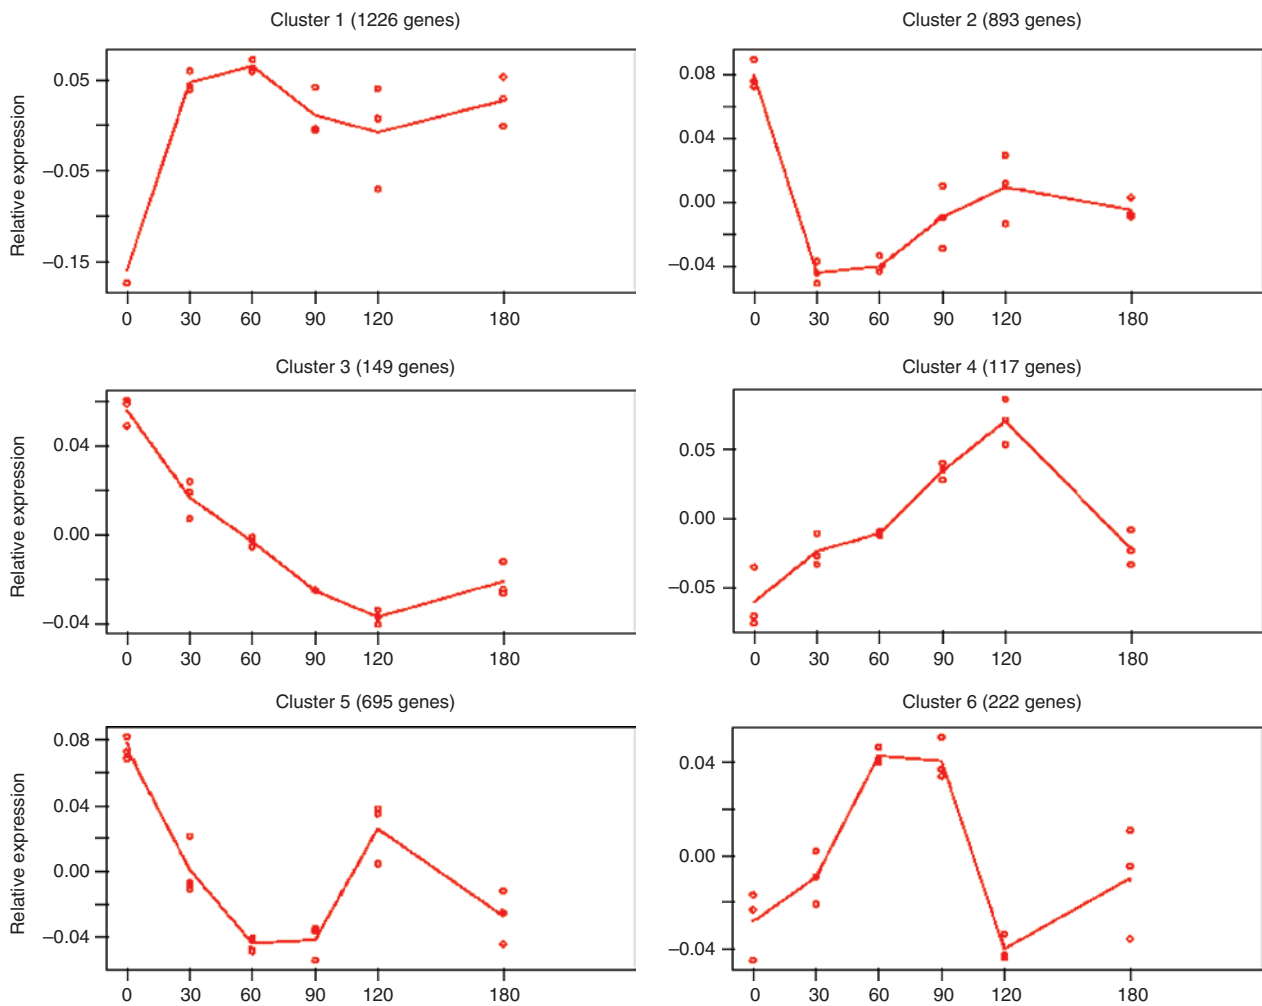 Cluster 1 (1226 genes)
Cluster 2 (893 genes)
Relative expression
0.05
−0.05
−0.15
0 30 60 90 120 180
0.08
0.04
0.00
−0.04
0 30 60 90 120 180
Cluster 3 (149 genes)
Cluster 4 (117 genes)
Relative expression
0.04
0.00
−0.04
0 30 60 90 120 180
0.05
0.00
−0.05
0 30 60 90 120 180
Cluster 5 (695 genes)
Cluster 6 (222 genes)
Relative expression
0.08
0.04
0.00
−0.04
0 30 60 90 120 180
0.04
0.00
−0.04
0 30 60 90 120 180